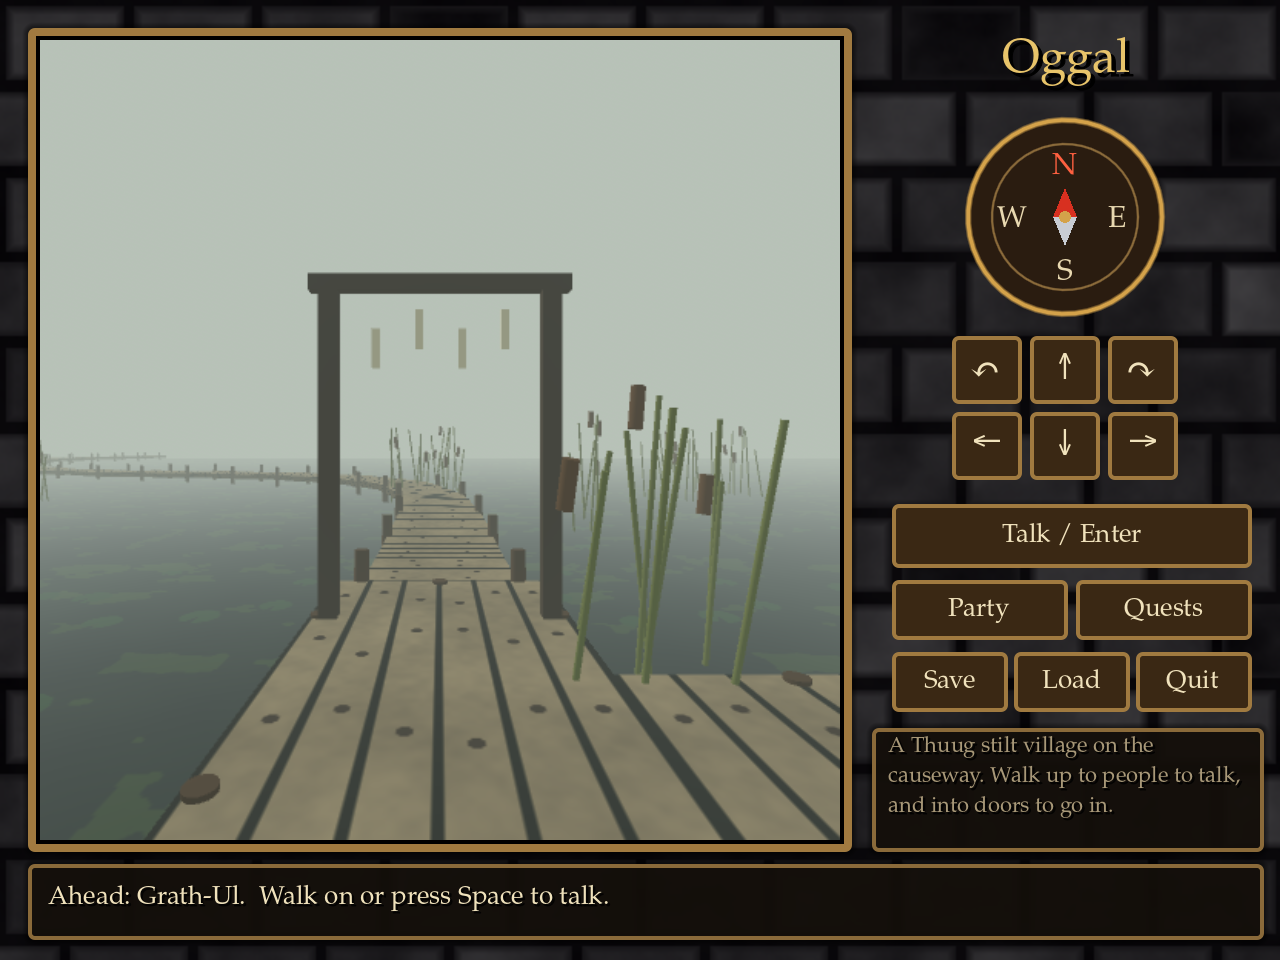 Oggal
N
W E
S
Talk / Enter
Party Quests
Save Load Quit
A Thuug stilt village on the
causeway. Walk up to people to talk,
and into doors to go in.
Ahead: Grath-Ul. Walk on or press Space to talk.